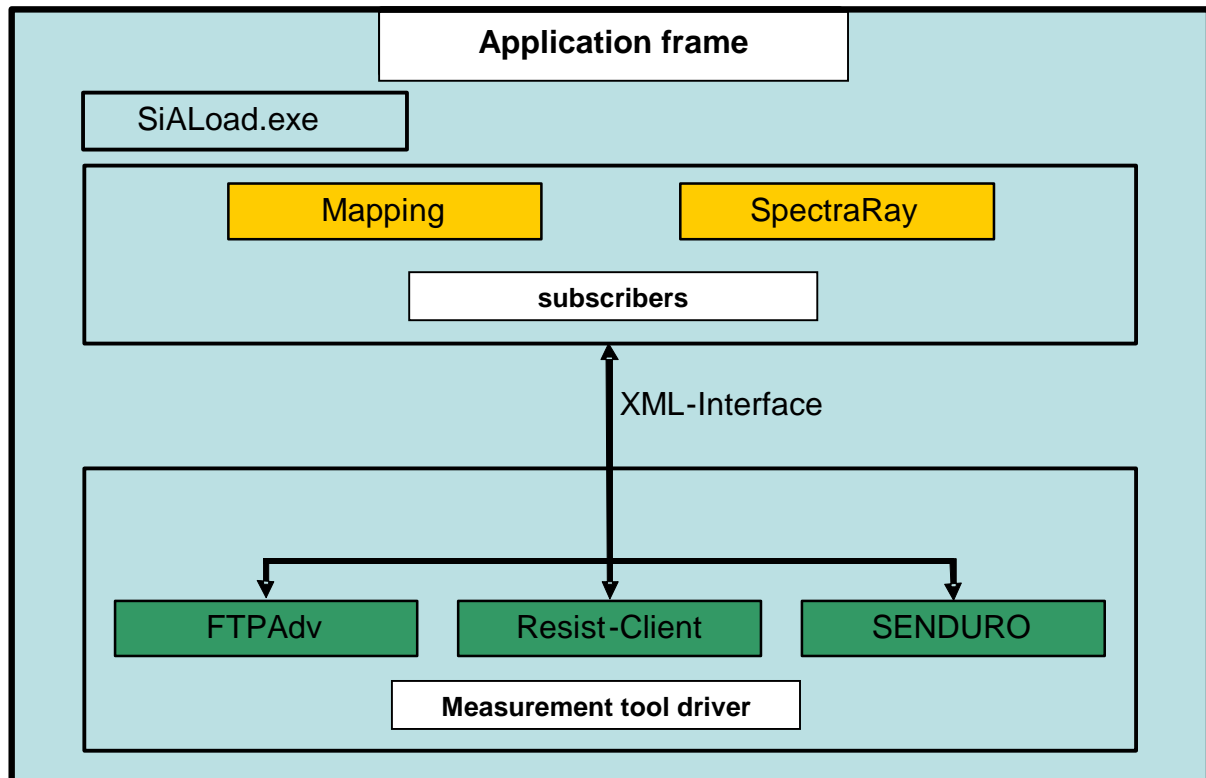 Application frame
SiALoad.exe
Mapping
SpectraRay
subscribers
XML-Interface
FTPAdv
Resist-Client
SENDURO
Measurement tool driver